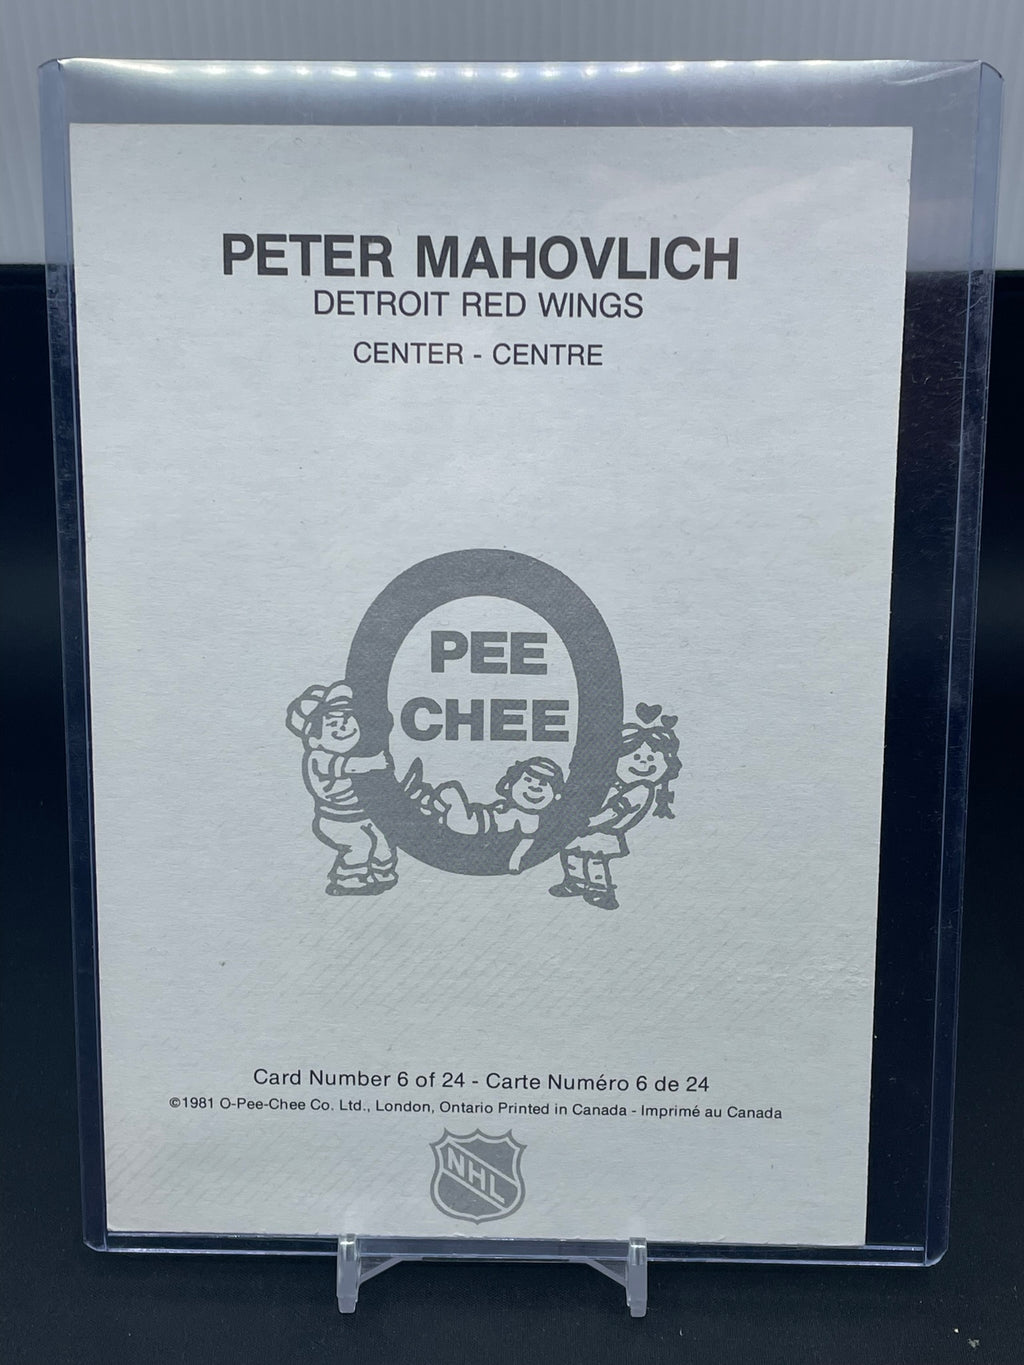 PETER MAHOVLICH
DETROIT RED WINGS
CENTER - CENTRE
PEE
CHEE
Card Number 6 of 24 - Carte Numéro 6 de 24
©1981 O-Pee-Chee Co. Ltd., London, Ontario Printed in Canada - Imprimé au Canada
NHL